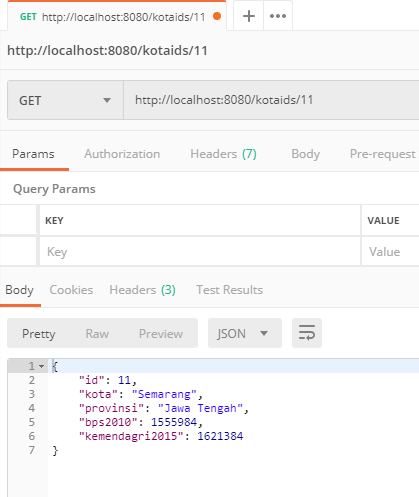 GET http://localhost:8080/kotaids/11 + •••
http://localhost:8080/kotaids/11
GET http://localhost:8080/kotaids/11
Params Authorization Headers (7) Body Pre-request
Query Params
KEY VALUE
Key Value
Body Cookies Headers (3) Test Results
Pretty Raw Preview JSON
1 {
2 "id": 11,
3 "kota": "Semarang",
4 "provinsi": "Jawa Tengah",
5 "bps2010": 1555984,
6 "kemendagri2015": 1621384
7 }